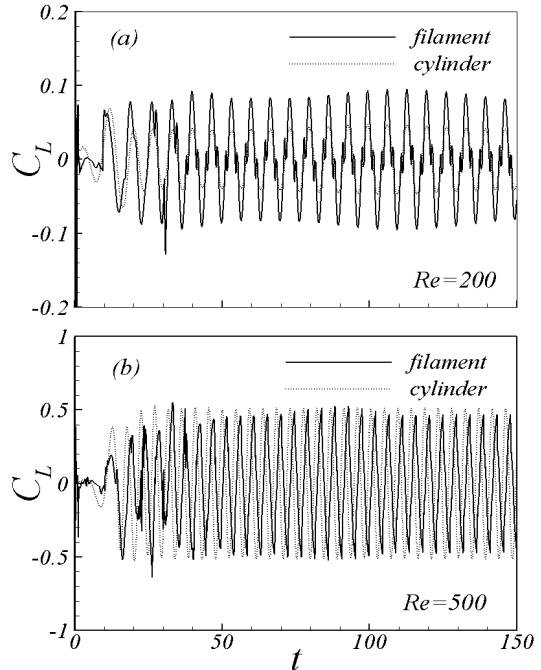 0.2
(a)
filament
cylinder
0.1
C_L
0
-0.1
Re=200
-0.2
1
(b)
filament
cylinder
0.5
C_L
0
-0.5
Re=500
-1
0 50 100 150
t